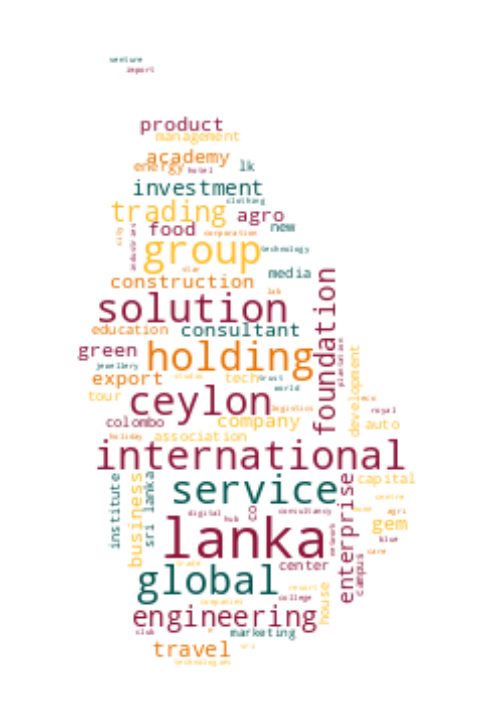 venture
import
product
management
academy
energy hotel lk
investment
clothing
trading agro
food new
city corporation
group technology
star media
construction
lab
solution foundation
education consultant
green holding plantation
jewellery trust
export studio tech development
world
tour ceylon eco
logistics royal
colombo company auto
holiday association
international
institute business sri lanka service capital
centre
digital hub co consultancy home agri
gem
lanka enterprise blue
network
trade center care
campus
global resort house
companies college
engineering
club marketing
travel sri
technologies